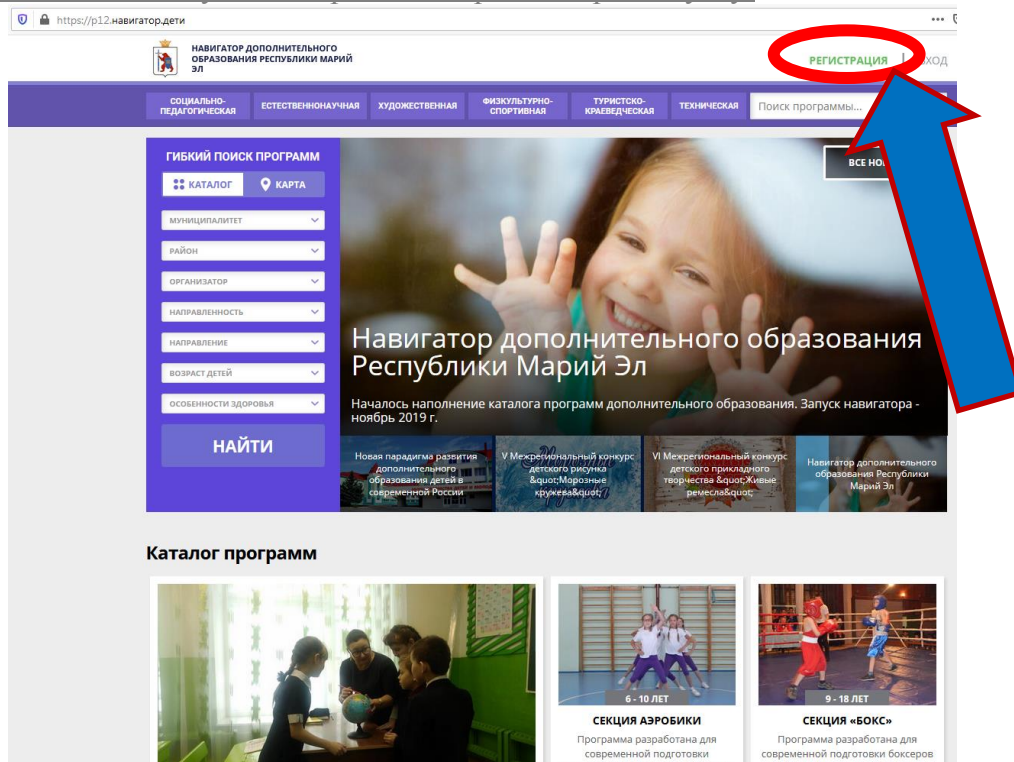 https://p12.навигатор.дети
НАВИГАТОР ДОПОЛНИТЕЛЬНОГО
ОБРАЗОВАНИЯ РЕСПУБЛИКИ МАРИЙ
ЭЛ
РЕГИСТРАЦИЯ
СОЦИАЛЬНО-
ПЕДАГОГИЧЕСКАЯ
ЕСТЕСТВЕННОНАУЧНАЯ
ХУДОЖЕСТВЕННАЯ
ФИЗКУЛЬТУРНО-
СПОРТИВНАЯ
ТУРИСТСКО-
КРАЕВЕДЧЕСКАЯ
ТЕХНИЧЕСКАЯ
Поиск программы...
ГИБКИЙ ПОИСК ПРОГРАММ
КАТАЛОГ
КАРТА
МУНИЦИПАЛИТЕТ
РАЙОН
ОРГАНИЗАТОР
НАПРАВЛЕННОСТЬ
НАПРАВЛЕНИЕ
ВОЗРАСТ ДЕТЕЙ
ОСОБЕННОСТИ ЗДОРОВЬЯ
НАЙТИ
ВСЕ
Навигатор дополнительного образования
Республики Марий Эл
Началось наполнение каталога программ дополнительного образования. Запуск навигатора -
ноябрь 2019 г.
Новая парадигма развития
дополнительного
образования детей в
современной России
V Межрегиональный конкурс
детского рисунка
&quot;Морозные
кружева&quot;
VI Межрегиональный конкурс
детского прикладного
творчества &quot;Живые
ремесла&quot;
Навигатор дополнительного
образования Республики
Марий Эл
Каталог программ
6 - 10 ЛЕТ
СЕКЦИЯ АЭРОБИКИ
Программа разработана для
современной подготовки
9 - 18 ЛЕТ
СЕКЦИЯ «БОКС»
Программа разработана для
современной подготовки боксеров